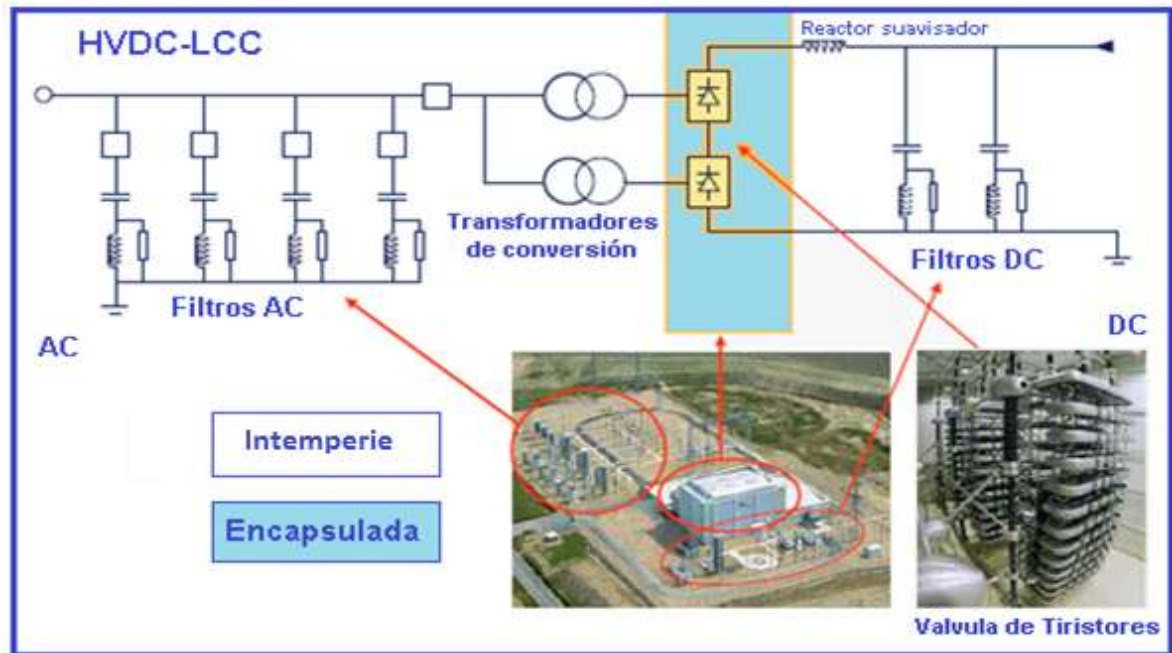 HVDC-LCC
Reactor suavisador
Transformadores
de conversión
Filtros AC
Filtros DC
AC
DC
Intemperie
Encapsulada
Valvula de Tiristores